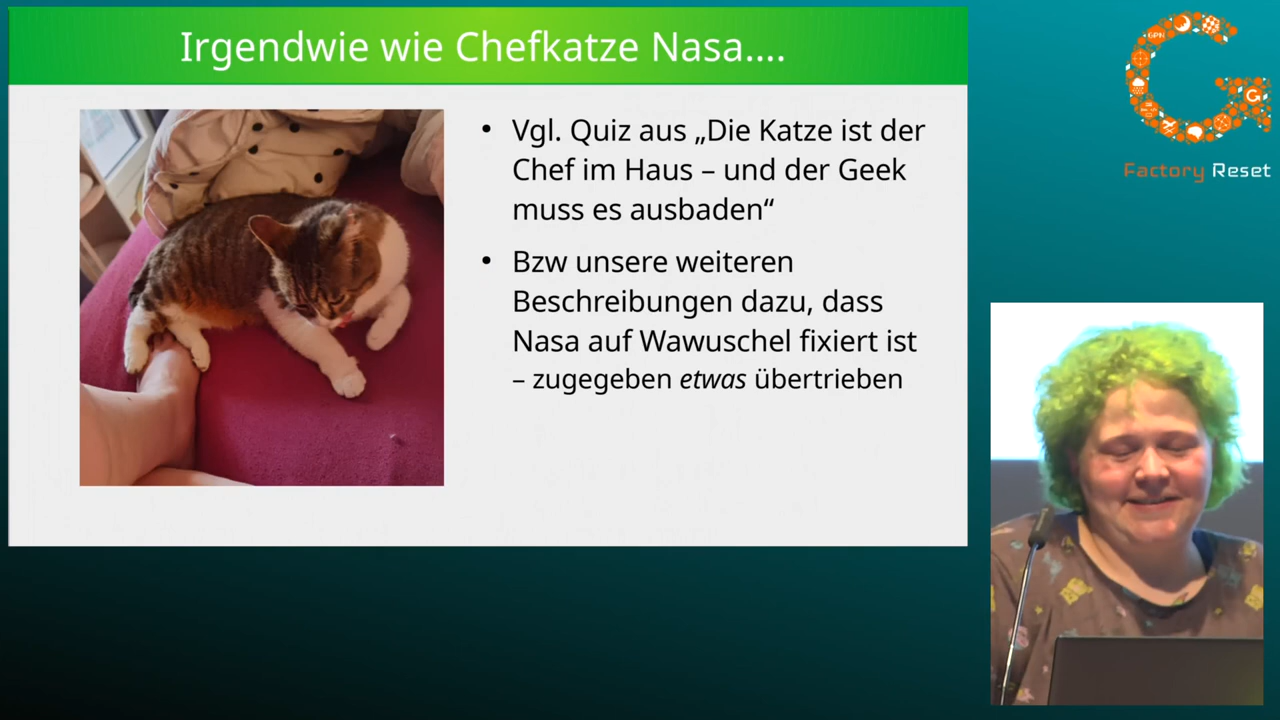 Irgendwie wie Chefkatze Nasa....
• Vgl. Quiz aus „Die Katze ist der
Chef im Haus – und der Geek
muss es ausbaden“
• Bzw unsere weiteren
Beschreibungen dazu, dass
Nasa auf Wawuschel fixiert ist
– zugegeben etwas übertrieben
GPN
Factory Reset